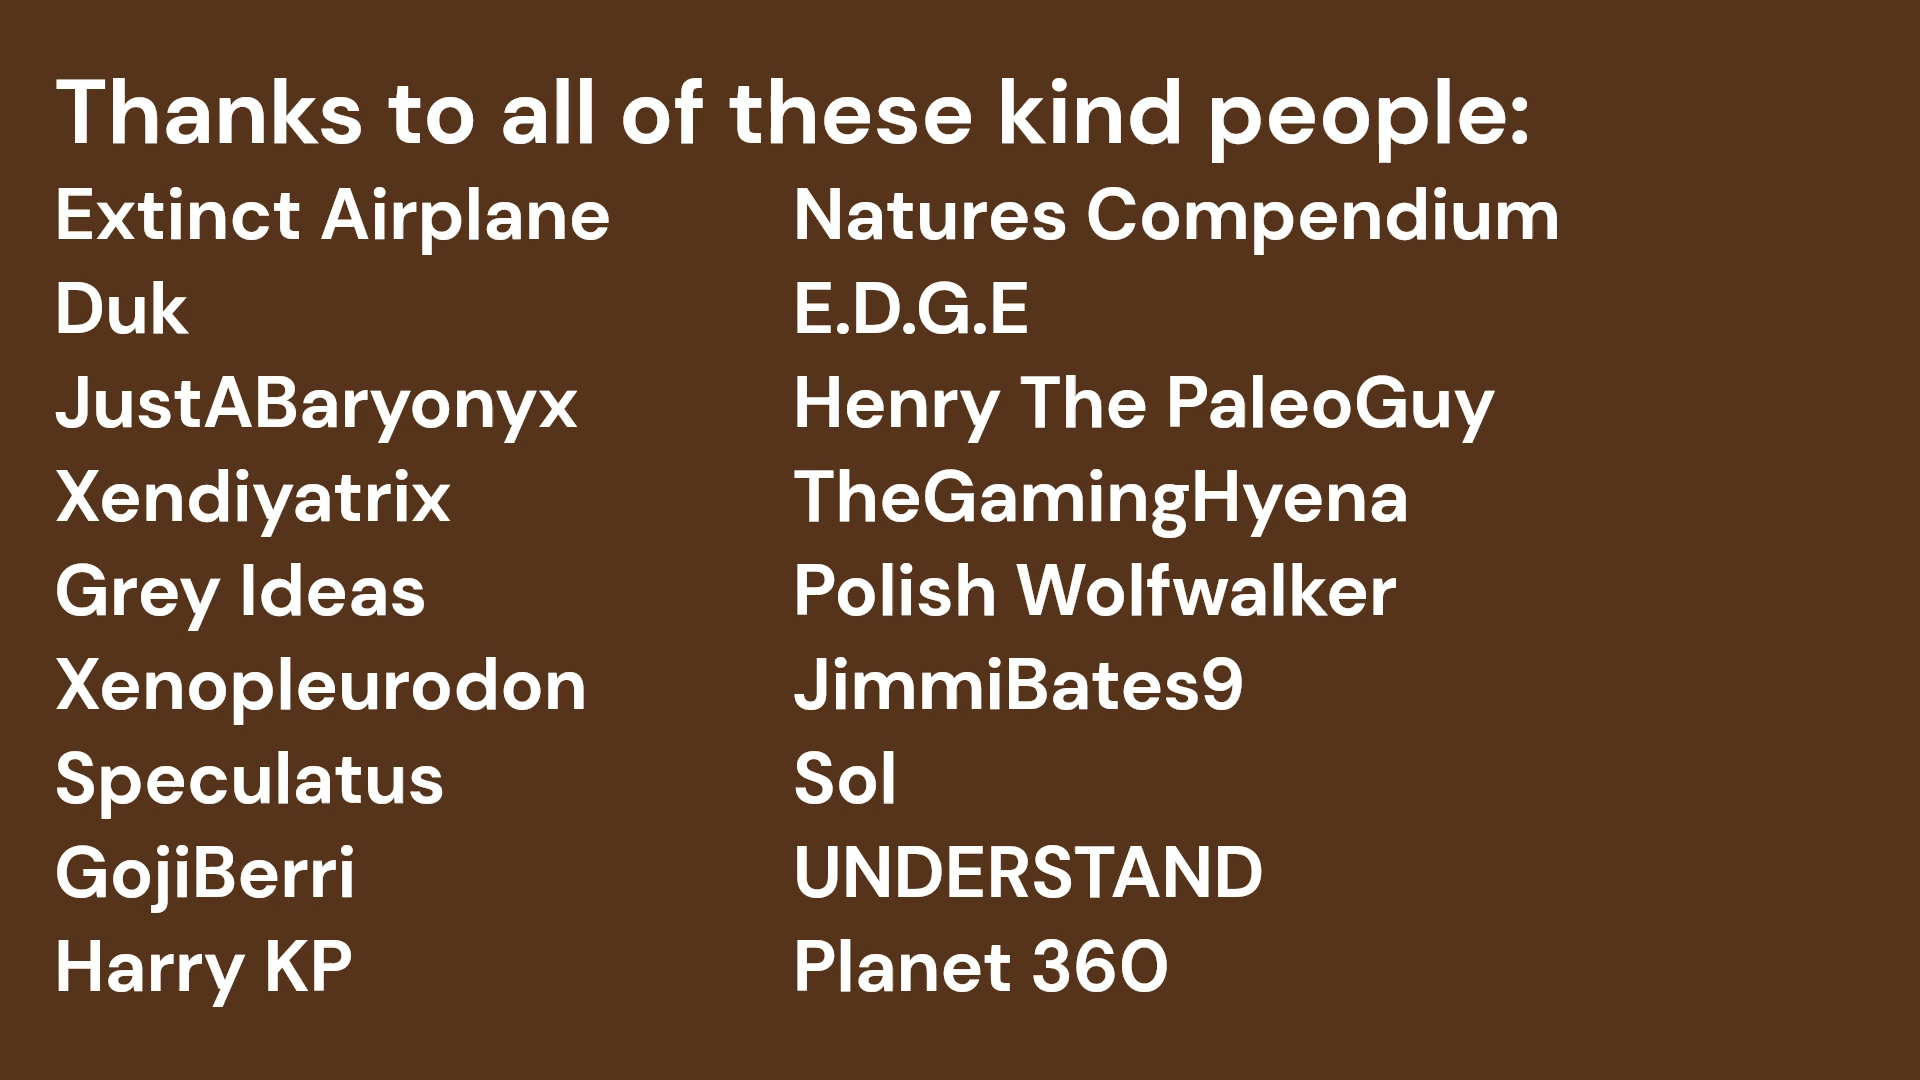 Thanks to all of these kind people:
Extinct Airplane
Duk
JustABaryonyx
Xendiyatrix
Grey Ideas
Xenopleurodon
Speculatus
GojiBerri
Harry KP
Natures Compendium
E.D.G.E
Henry The PaleoGuy
TheGamingHyena
Polish Wolfwalker
JimmiBates9
Sol
UNDERSTAND
Planet 360